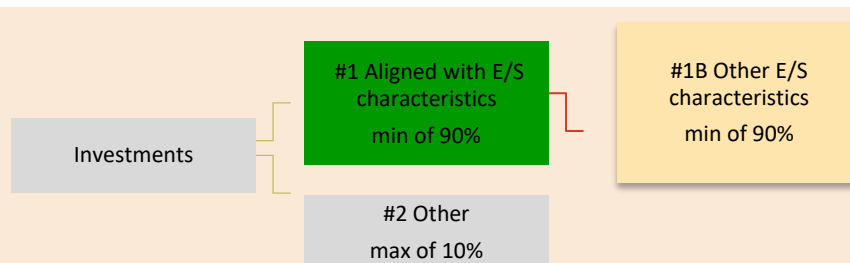 #1 Aligned with E/S
characteristics
min of 90%
#1B Other E/S
characteristics
min of 90%
Investments
#2 Other
max of 10%